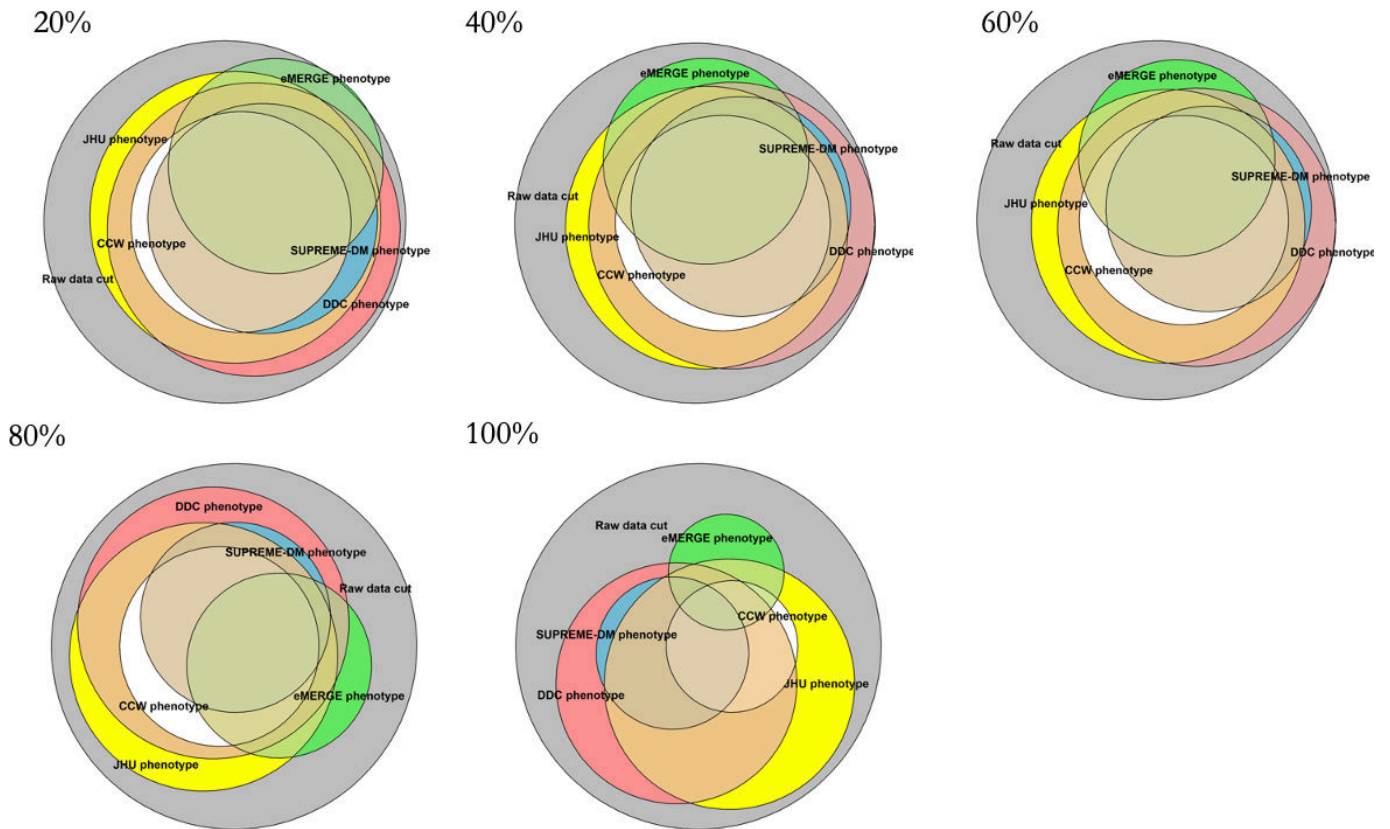 20%
eMERGE phenotype
JHU phenotype
CCW phenotype
SUPREME-DM phenotype
Raw data cut
DDC phenotype
40%
eMERGE phenotype
SUPREME-DM phenotype
Raw data cut
JHU phenotype
DDC phenotype
CCW phenotype
60%
eMERGE phenotype
Raw data cut
SUPREME-DM phenotype
JHU phenotype
DDC phenotype
CCW phenotype
80%
DDC phenotype
SUPREME-DM phenotype
Raw data cut
eMERGE phenotype
CCW phenotype
JHU phenotype
100%
Raw data cut
eMERGE phenotype
CCW phenotype
SUPREME-DM phenotype
JHU phenotype
DDC phenotype